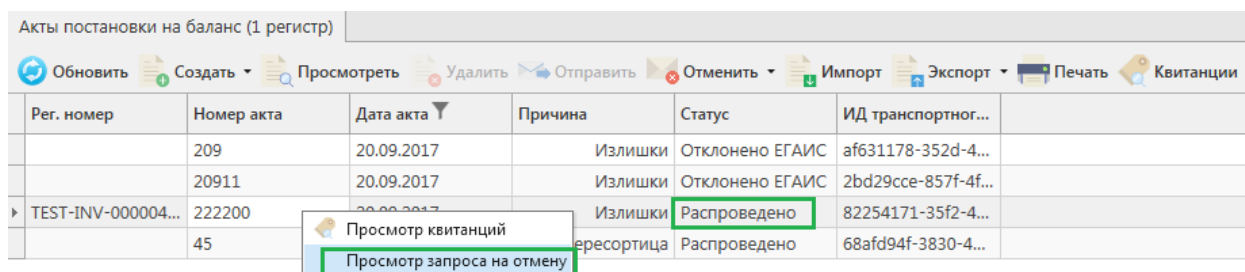 Акты постановки на баланс (1 регистр)
Обновить Создать Просмотреть Удалить Отправить Отменить Импорт Экспорт Печать Квитанции
Рег. номер Номер акта Дата акта Причина Статус ИД транспортног...
209 20.09.2017 Излишки Отклонено ЕГАИС af631178-352d-4...
20911 20.09.2017 Излишки Отклонено ЕГАИС 2bd29cce-857f-4f...
TEST-INV-000004... 222200 20.09.2017 Излишки Распроведено 82254171-35f2-4...
Просмотр квитанций
45 ересортица Распроведено 68afd94f-3830-4...
Просмотр запроса на отмену